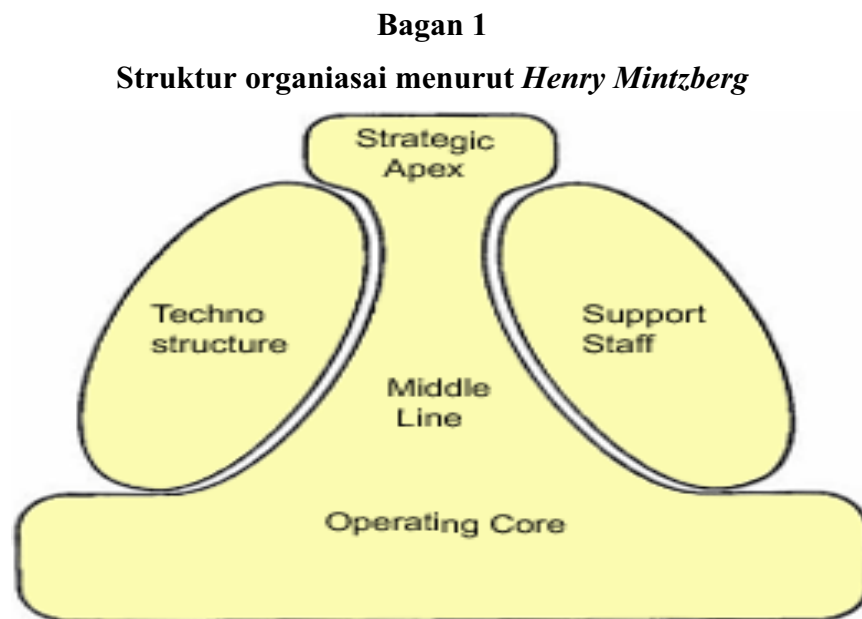 Bagan 1
Struktur organiasai menurut Henry Mintzberg
Strategic
Apex
Techno
structure
Support
Staff
Middle
Line
Operating Core